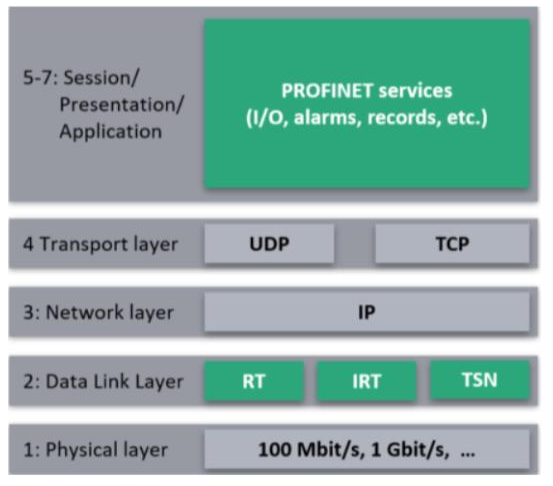 5-7: Session/
Presentation/
Application
PROFINET services
(I/O, alarms, records, etc.)
4 Transport layer
UDP
TCP
3: Network layer
IP
2: Data Link Layer
RT
IRT
TSN
1: Physical layer
100 Mbit/s, 1 Gbit/s, ...